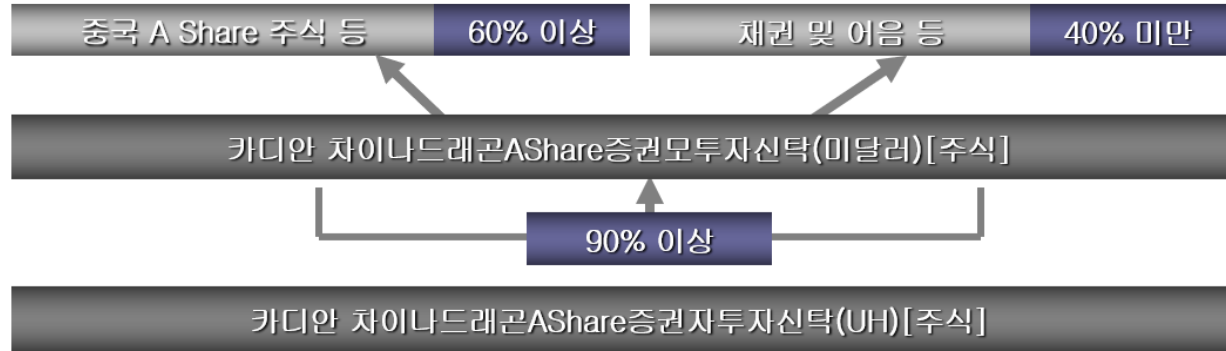 중국 A Share 주식 등 60% 이상 채권 및 어음 등 40% 미만
카디안 차이나드래곤AShare증권모투자신탁(미달러)[주식]
90% 이상
카디안 차이나드래곤AShare증권자투자신탁(UH)[주식]